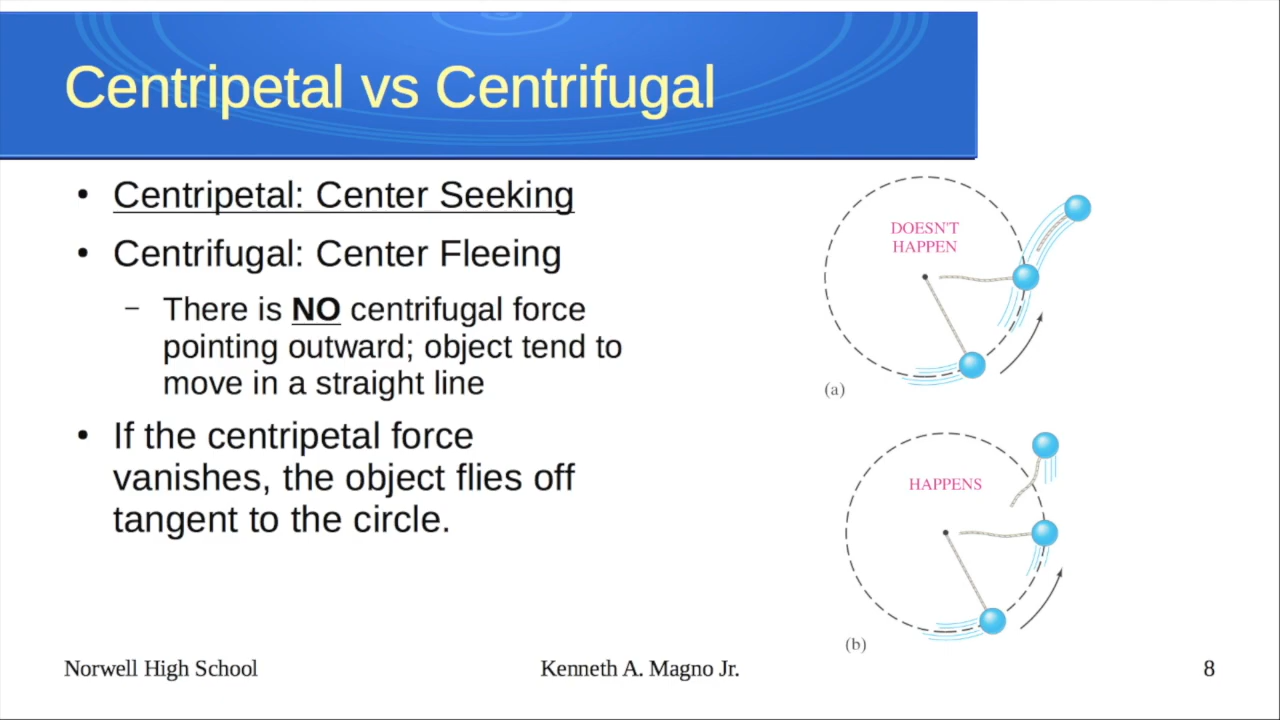 Centripetal vs Centrifugal
• Centripetal: Center Seeking
• Centrifugal: Center Fleeing
– There is NO centrifugal force
pointing outward; object tend to
move in a straight line
• If the centripetal force
vanishes, the object flies off
tangent to the circle.
DOESN'T
HAPPEN
(a)
HAPPENS
(b)
Norwell High School
Kenneth A. Magno Jr.
8